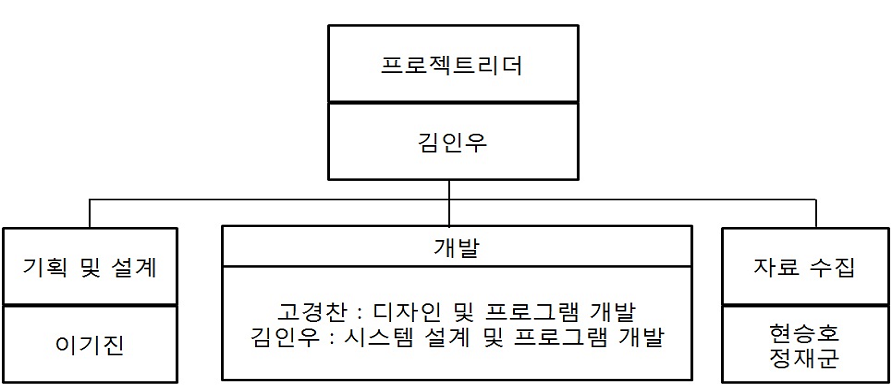 프로젝트리더
김인우
기획 및 설계
이기진
개발
고경찬 : 디자인 및 프로그램 개발
김인우 : 시스템 설계 및 프로그램 개발
자료 수집
현승호
정재군